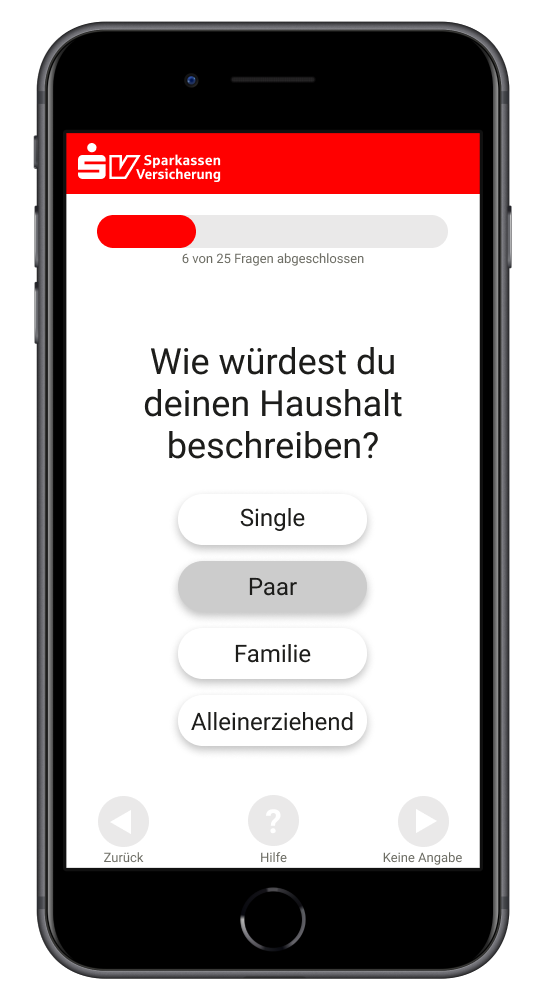 Sparkassen
Versicherung
6 von 25 Fragen abgeschlossen
Wie würdest du
deinen Haushalt
beschreiben?
Single
Paar
Familie
Alleinerziehend
?
Zurück
Hilfe
Keine Angabe